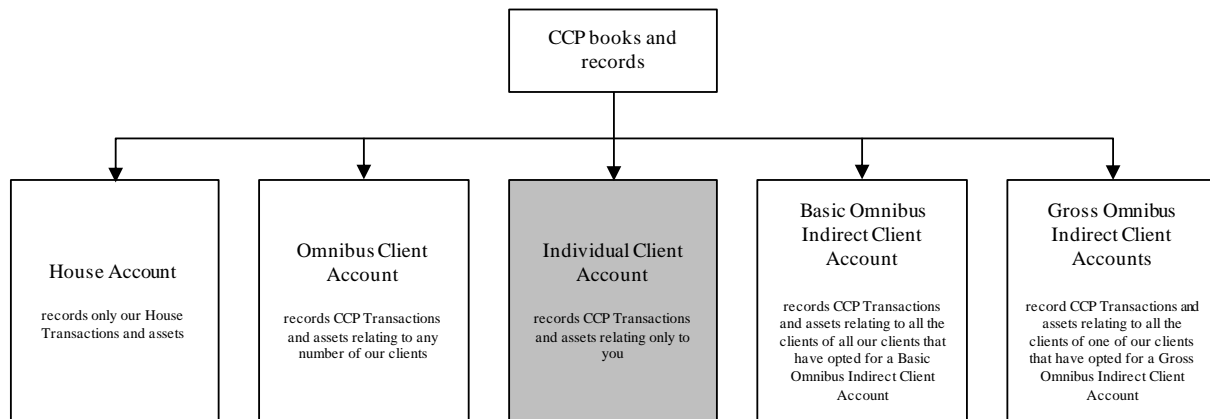 CCP books and
records
House Account
records only our House
Transactions and assets
Omnibus Client
Account
records CCP Transactions
and assets relating to any
number of our clients
Individual Client
Account
records CCP Transactions
and assets relating only to
you
Basic Omnibus
Indirect Client
Account
records CCP Transactions
and assets relating to all the
clients of all our clients that
have opted for a Basic
Omnibus Indirect Client
Account
Gross Omnibus
Indirect Client
Accounts
record CCP Transactions and
assets relating to all the
clients of one of our clients
that have opted for a Gross
Omnibus Indirect Client
Account